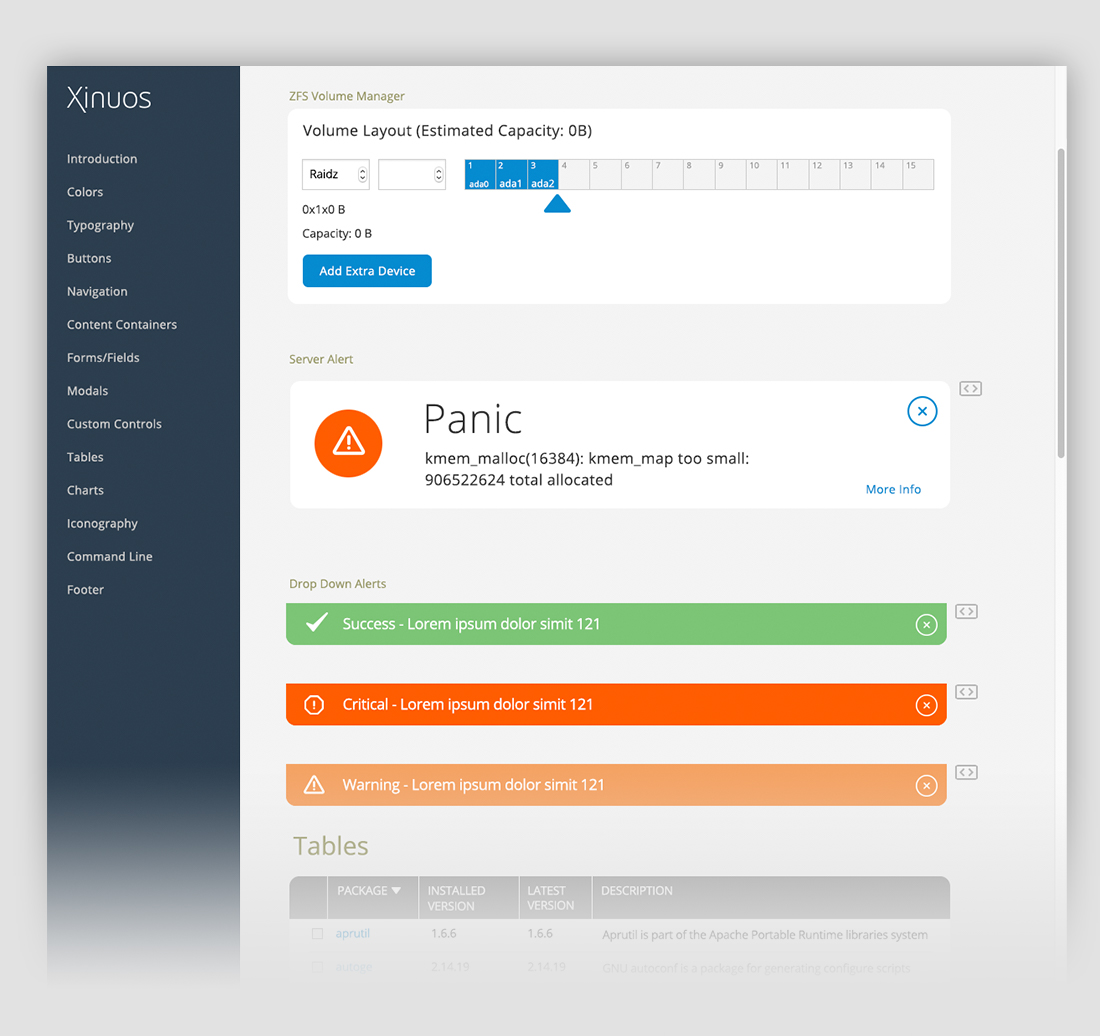 Xinuos
Introduction
Colors
Typography
Buttons
Navigation
Content Containers
Forms/Fields
Modals
Custom Controls
Tables
Charts
Iconography
Command Line
Footer
ZFS Volume Manager
Volume Layout (Estimated Capacity: 0B)
Raidz
1 2 3 4 5 6 7 8 9 10 11 12 13 14 15
ada0 ada1 ada2
0x1x0 B
Capacity: 0 B
Add Extra Device
Server Alert
Panic
kmem_malloc(16384): kmem_map too small:
906522624 total allocated
More Info
Drop Down Alerts
Success - Lorem ipsum dolor simit 121
Critical - Lorem ipsum dolor simit 121
Warning - Lorem ipsum dolor simit 121
Tables
PACKAGE INSTALLED LATEST DESCRIPTION
VERSION VERSION
aprutil 1.6.6 1.6.6 Aprutil is part of the Apache Portable Runtime libraries system
2.14.19 2.14.19 GNU autoconf is a package for generating configure scripts